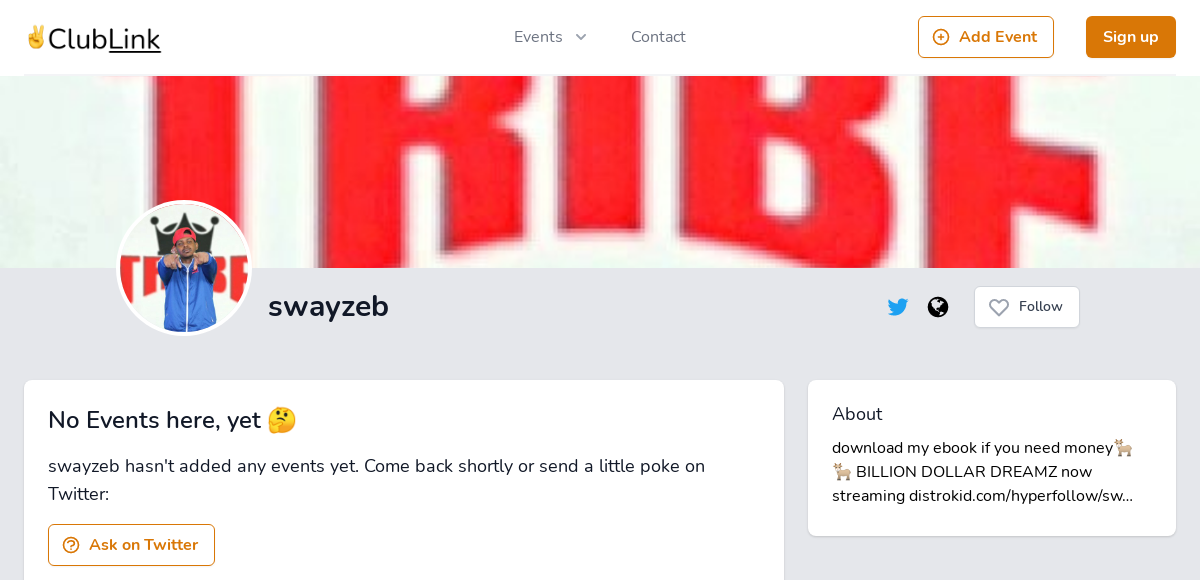 ✌ClubLink
Events
Contact
Add Event
Sign up
TRIBE
TRIBE
swayzeb
Follow
No Events here, yet 🤔
swayzeb hasn't added any events yet. Come back shortly or send a little poke on
Twitter:
Ask on Twitter
About
download my ebook if you need money🐐
🐐 BILLION DOLLAR DREAMZ now
streaming distrokid.com/hyperfollow/sw...